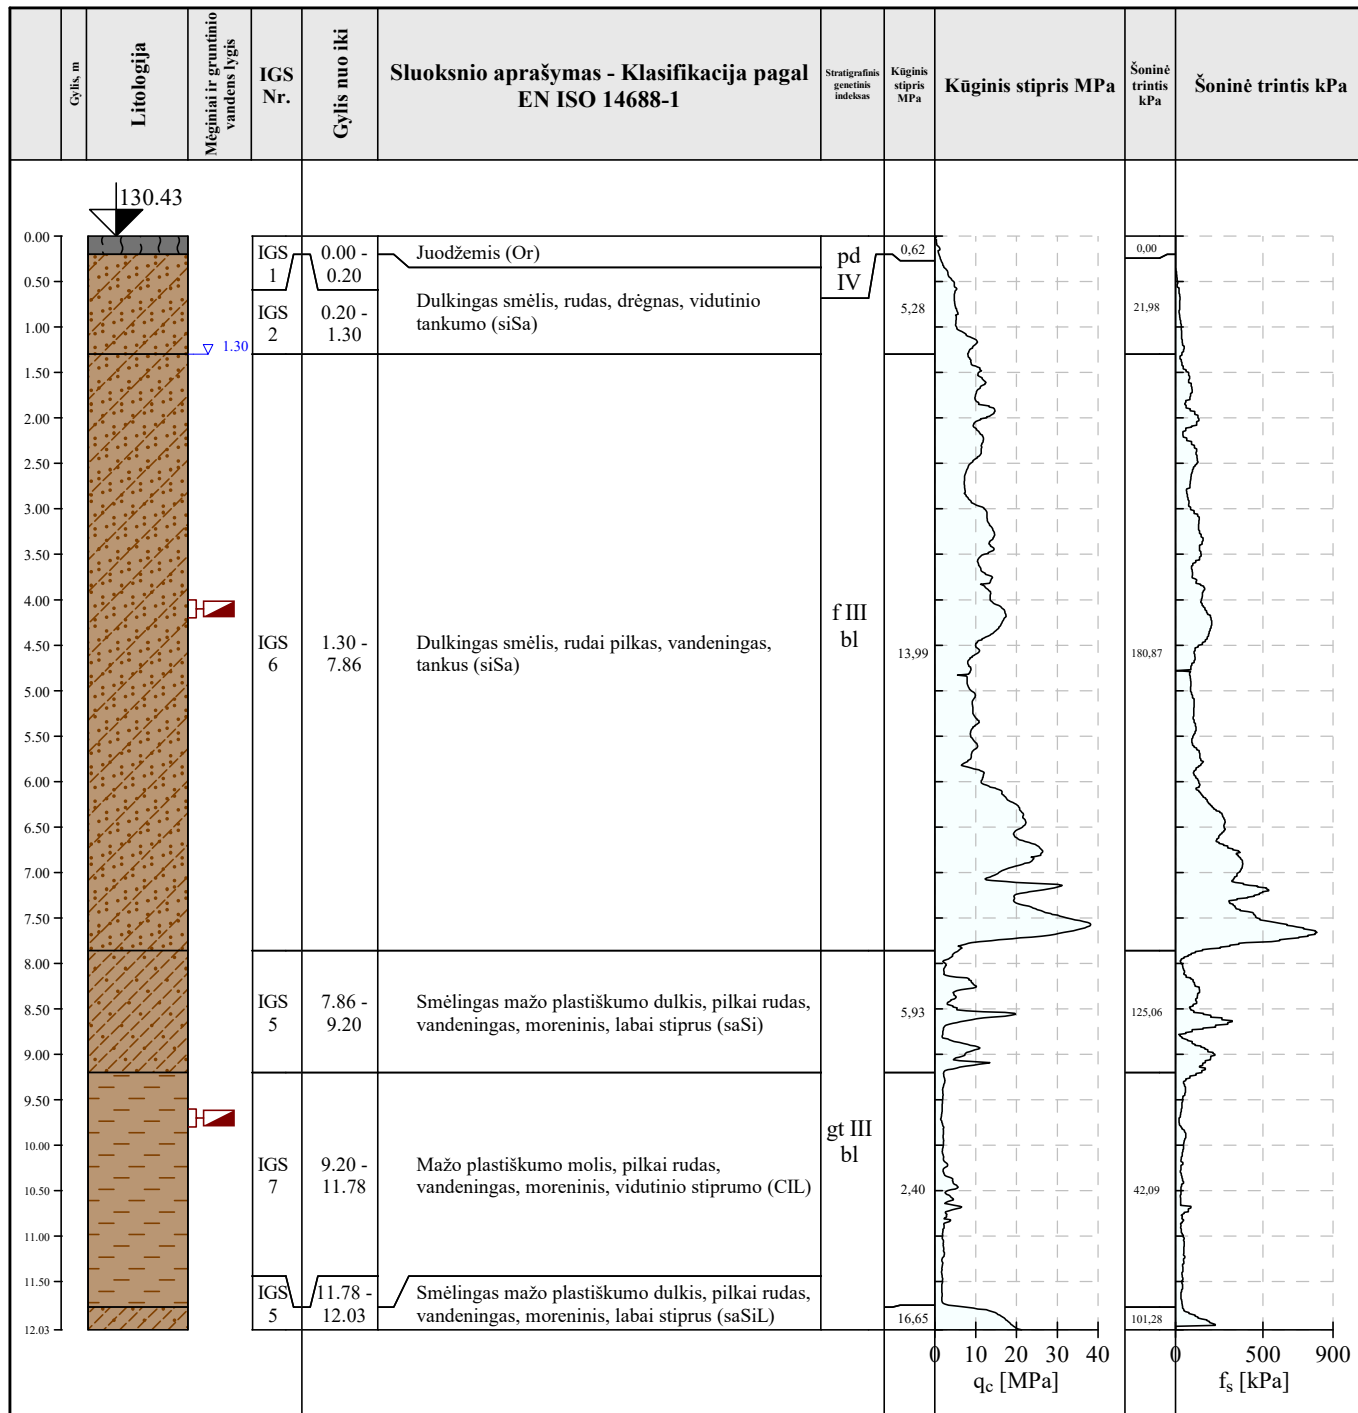 Gylis, m
Litologija
Mėginiai ir gruntinio
vandens lygis
IGS
Nr.
Gylis nuo iki
Sluoksnio aprašymas - Klasifikacija pagal
EN ISO 14688-1
Stratigrafinis
genetinis
indeksas
Kūginis
stipris
MPa
Kūginis stipris MPa
Šoninė
trintis
kPa
Šoninė trintis kPa
130.43
0.00
0.50
1.00
1.50
2.00
2.50
3.00
3.50
4.00
4.50
5.00
5.50
6.00
6.50
7.00
7.50
8.00
8.50
9.00
9.50
10.00
10.50
11.00
11.50
12.03
1.30
IGS
1
0.00 -
0.20
Juodžemis (Or)
pd
IV
0,62
0,00
IGS
2
0.20 -
1.30
Dulkingas smėlis, rudas, drėgnas, vidutinio
tankumo (siSa)
5,28
21,98
IGS
6
1.30 -
7.86
Dulkingas smėlis, rudai pilkas, vandeningas,
tankus (siSa)
f III
bl
13,99
180,87
IGS
5
7.86 -
9.20
Smėlingas mažo plastiškumo dulkis, pilkai rudas,
vandeningas, moreninis, labai stiprus (saSi)
5,93
125,06
gt III
bl
IGS
7
9.20 -
11.78
Mažo plastiškumo molis, pilkai rudas,
vandeningas, moreninis, vidutinio stiprumo (CIL)
2,40
42,09
IGS
5
11.78 -
12.03
Smėlingas mažo plastiškumo dulkis, pilkai rudas,
vandeningas, moreninis, labai stiprus (saSiL)
16,65
101,28
0 10 20 30 40
qc [MPa]
0 500 900
fs [kPa]